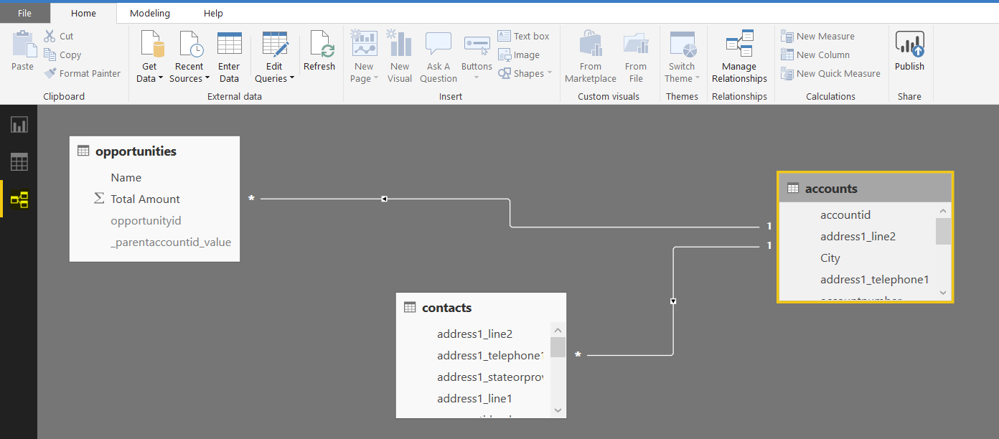 File Home Modeling Help
Paste
Cut
Copy
Format Painter
Clipboard
Get Data
Recent Sources
Enter Data
Edit Queries
Refresh
External data
New Page
New Visual
Ask A Question
Buttons
Text box
Image
Shapes
Insert
From Marketplace
From File
Custom visuals
Switch Theme
Themes
Manage Relationships
Relationships
New Measure
New Column
New Quick Measure
Calculations
Publish
Share
opportunities
Name
Σ Total Amount
opportunityid
_parentaccountid_value
*
1
1
accounts
accountid
address1_line2
City
address1_telephone1
contacts
address1_line2
address1_telephone1
address1_stateorprov
address1_line1
*